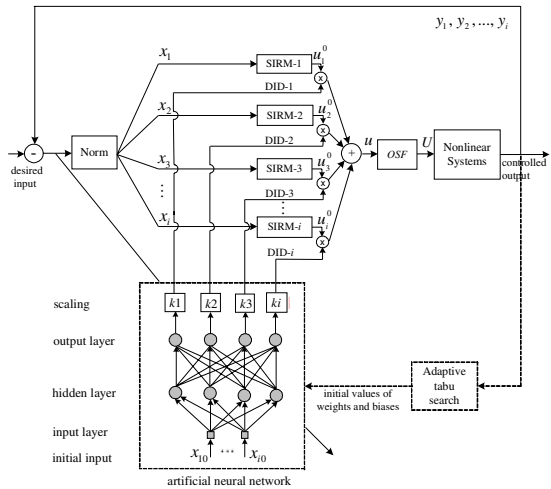 y1, y2, ..., yi
x1
SIRM-1
u1^0
x
DID-1
x2
SIRM-2
u2^0
x
DID-2
desired
input
-
Norm
x3
SIRM-3
u3^0
x
DID-3
+
u
OSF
U
Nonlinear
Systems
controlled
output
⋮
⋮
xi
SIRM-i
ui^0
x
DID-i
scaling
k1
k2
k3
ki
output layer
hidden layer
initial values of
weights and biases
Adaptive
tabu
search
input layer
initial input
x10 ... xi0
artificial neural network